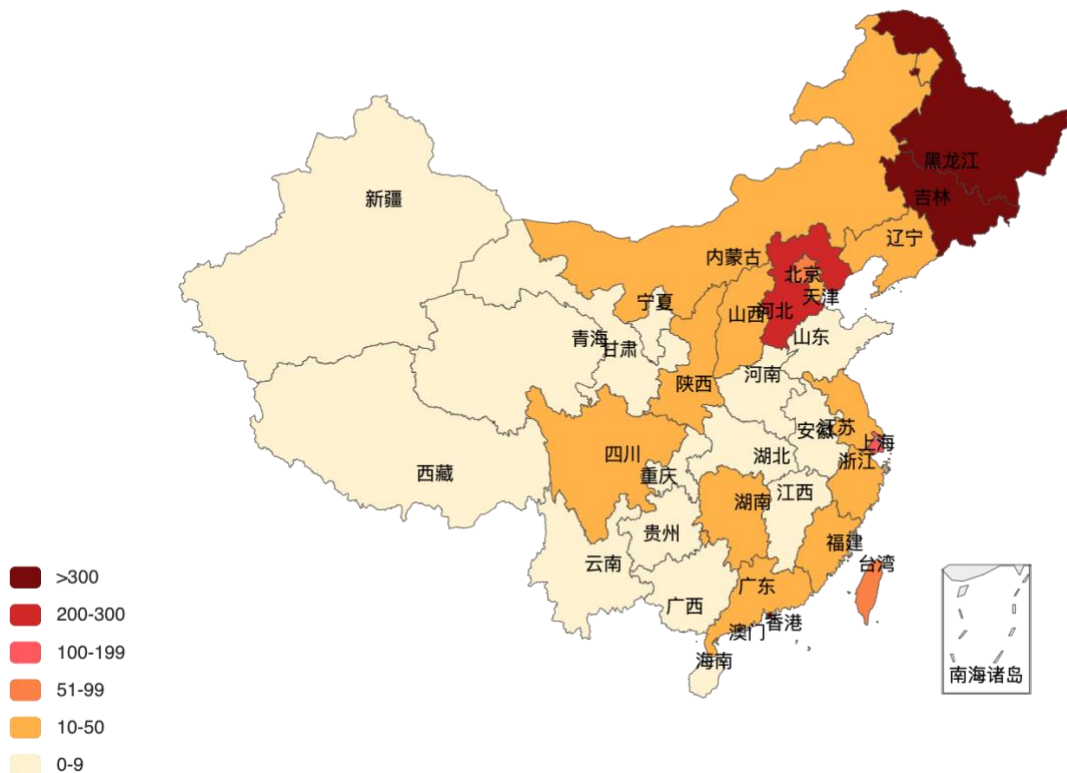 黑龙江
吉林
新疆
辽宁
内蒙古
北京
天津
宁夏
山西
河北
山东
青海
甘肃
河南
陕西
安徽
江苏
上海
四川
湖北
浙江
西藏
重庆
江西
湖南
贵州
福建
云南
台湾
广东
广西
香港
澳门
海南
南海诸岛
>300
200-300
100-199
51-99
10-50
0-9